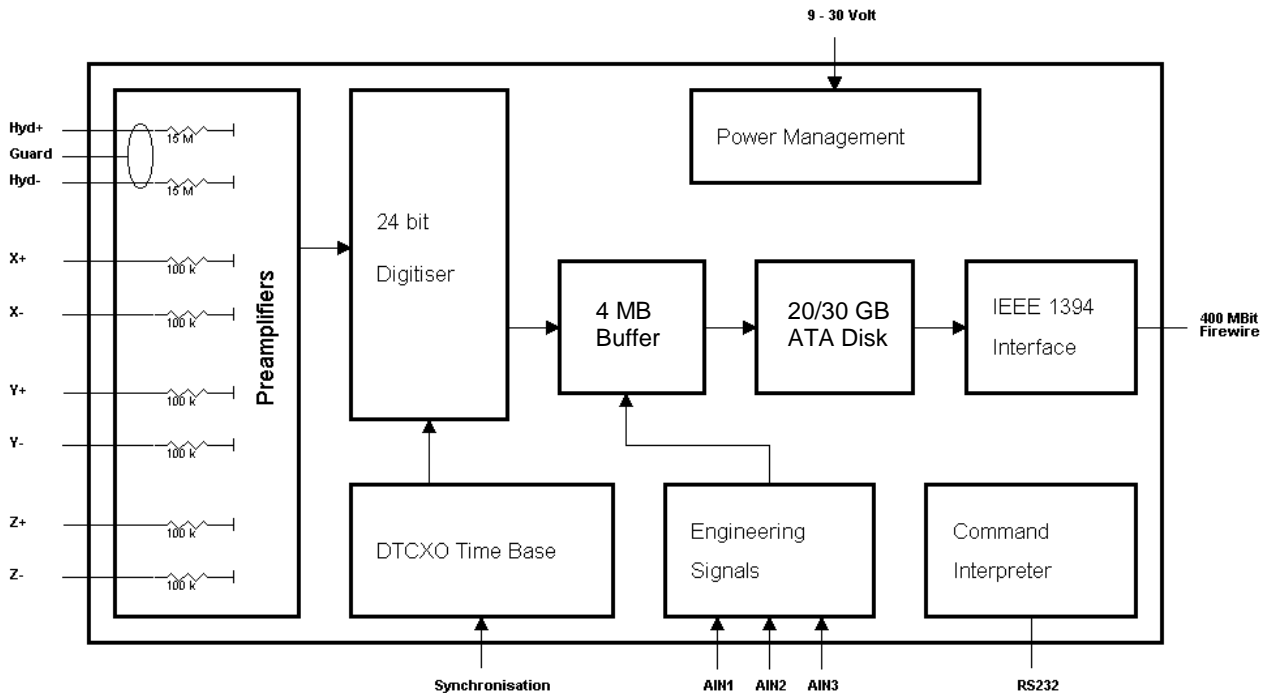 9 - 30 Volt
Hyd+
15 M
Guard
Hyd-
15 M
X+
100 k
X-
100 k
Y+
100 k
Y-
100 k
Z+
100 k
Z-
100 k
Preamplifiers
24 bit
Digitiser
Power Management
4 MB
Buffer
20/30 GB
ATA Disk
IEEE 1394
Interface
400 MBit
Firewire
DTCXO Time Base
Engineering
Signals
Command
Interpreter
Synchronisation
AIN1
AIN2
AIN3
RS232